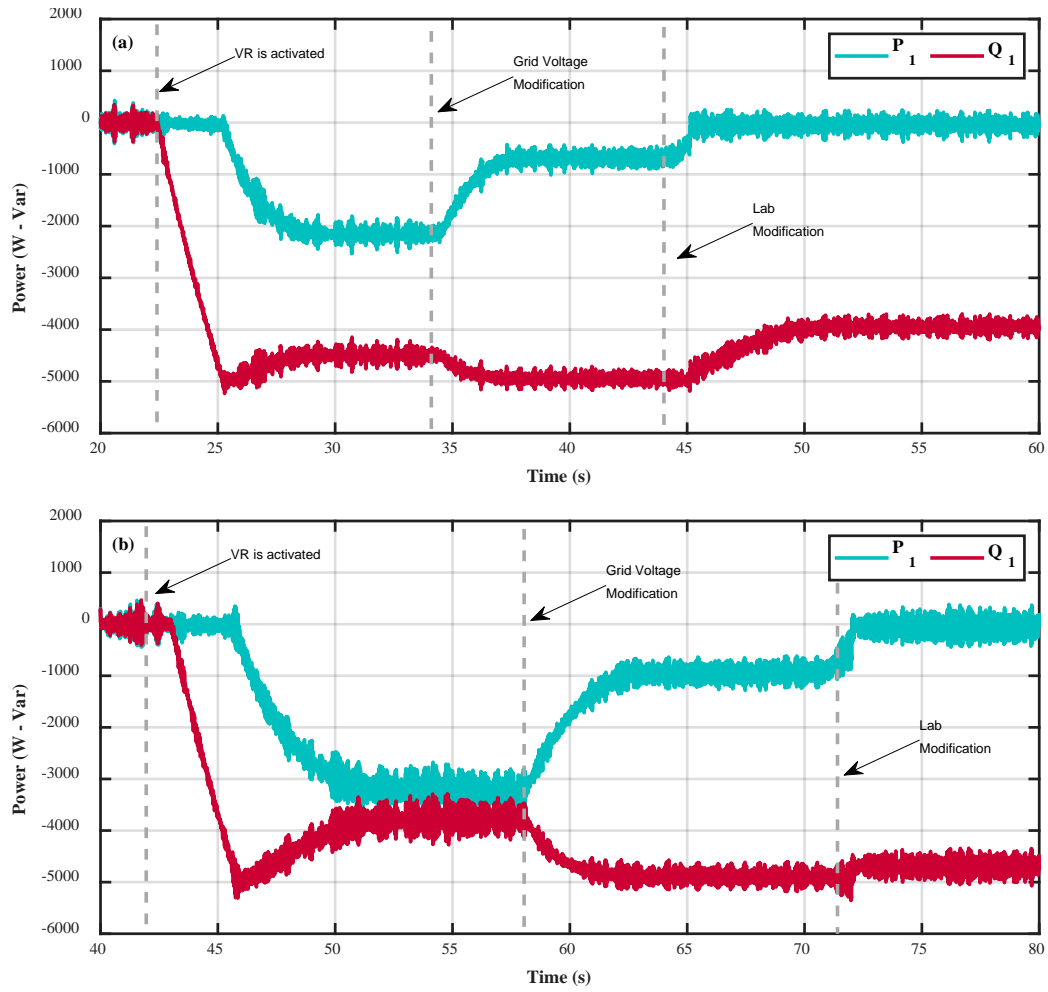 2000
(a)
VR is activated
P 1 Q 1
1000
Grid Voltage
Modification
0
-1000
Power (W - Var)
-2000
Lab
Modification
-3000
-4000
-5000
-6000
20 25 30 35 40 45 50 55 60
Time (s)
2000
(b)
VR is activated
P 1 Q 1
1000
Grid Voltage
Modification
0
-1000
Power (W - Var)
-2000
Lab
Modification
-3000
-4000
-5000
-6000
40 45 50 55 60 65 70 75 80
Time (s)